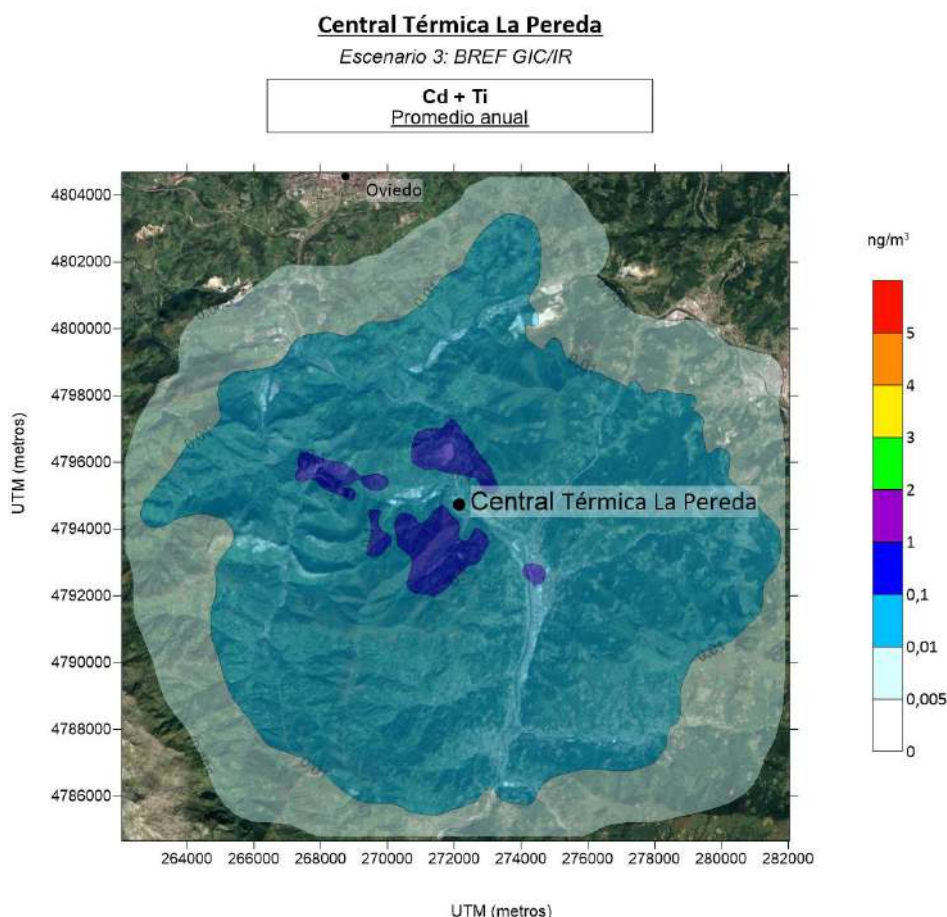 Central Térmica La Pereda
Escenario 3: BREF GIC/IR
Cd + Ti
Promedio anual
Oviedo
Central Térmica La Pereda
UTM (metros)
4804000
4802000
4800000
4798000
4796000
4794000
4792000
4790000
4788000
4786000
264000 266000 268000 270000 272000 274000 276000 278000 280000 282000
UTM (metros)
ng/m³
5
4
3
2
1
0,1
0,01
0,005
0